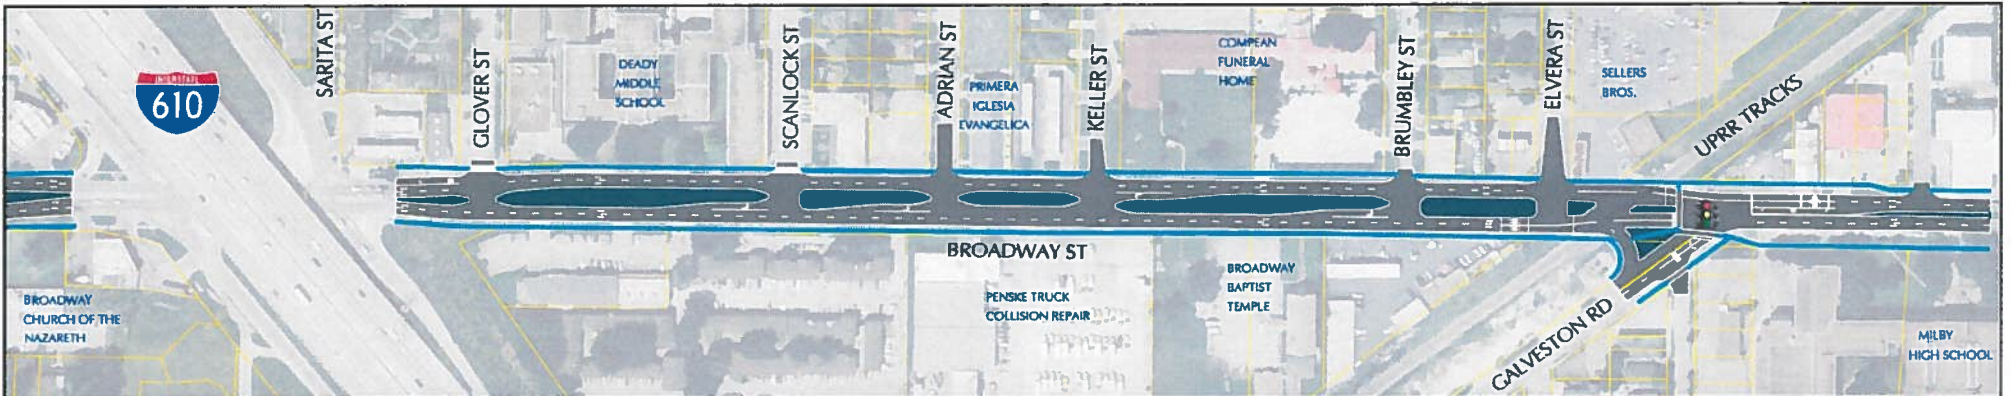 INTERSTATE
610
SARITA ST
GLOVER ST
DEADY
MIDDLE
SCHOOL
SCANLOCK ST
ADRIAN ST
PRIMERA
IGLESIA
EVANGELICA
KELLER ST
COMPEAN
FUNERAL
HOME
BRUMBLEY ST
ELVERA ST
SELLERS
BROS.
UPRR TRACKS
BROADWAY ST
BROADWAY
CHURCH OF THE
NAZARETH
PENSKE TRUCK
COLLISION REPAIR
BROADWAY
BAPTIST
TEMPLE
GALVESTON RD
MILBY
HIGH SCHOOL